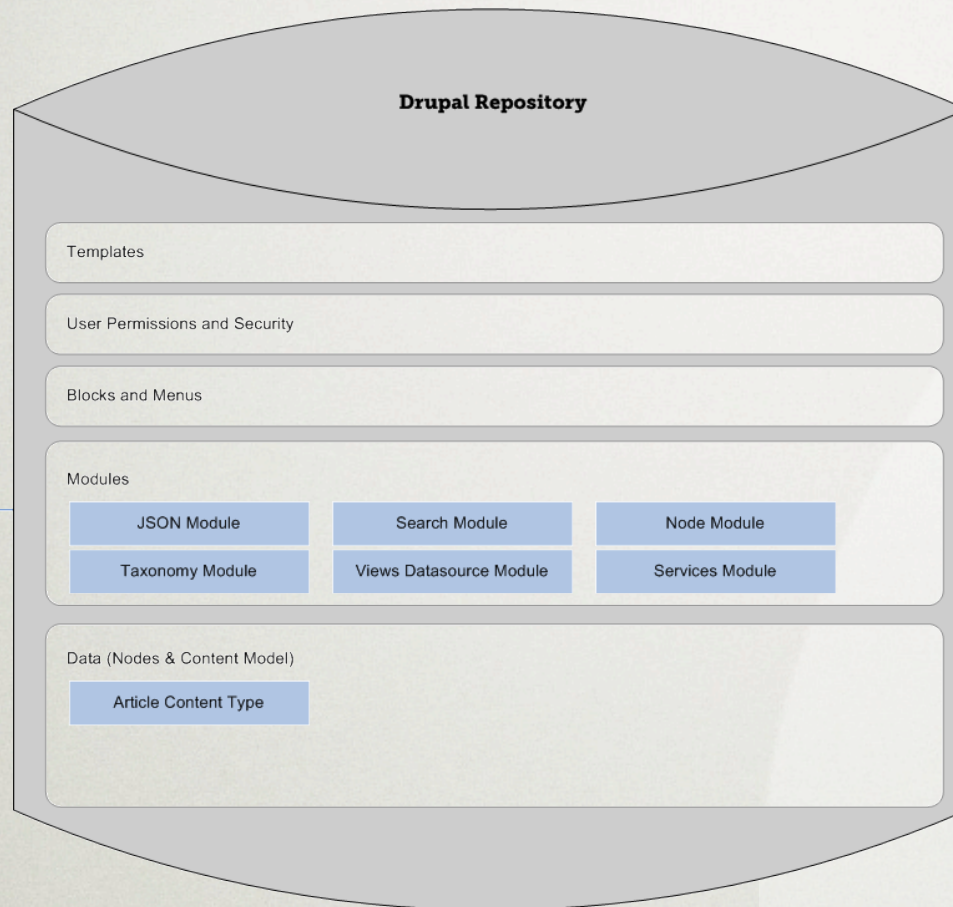 Drupal Repository
Templates
User Permissions and Security
Blocks and Menus
Modules
JSON Module
Search Module
Node Module
Taxonomy Module
Views Datasource Module
Services Module
Data (Nodes & Content Model)
Article Content Type